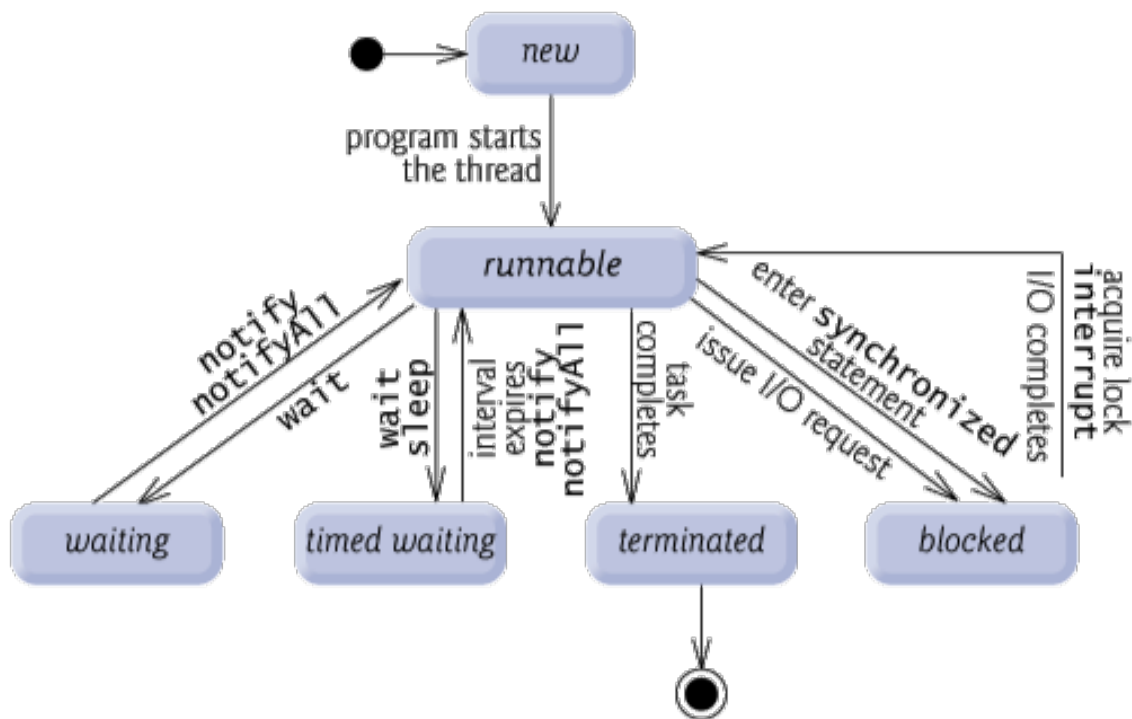 new
program starts
the thread
runnable
notify
notifyAll
wait
wait
sleep
interval
expires
notify
notifyAll
task
completes
enter synchronized
statement
issue I/O request
acquire lock
interrupt
I/O completes
waiting
timed waiting
terminated
blocked